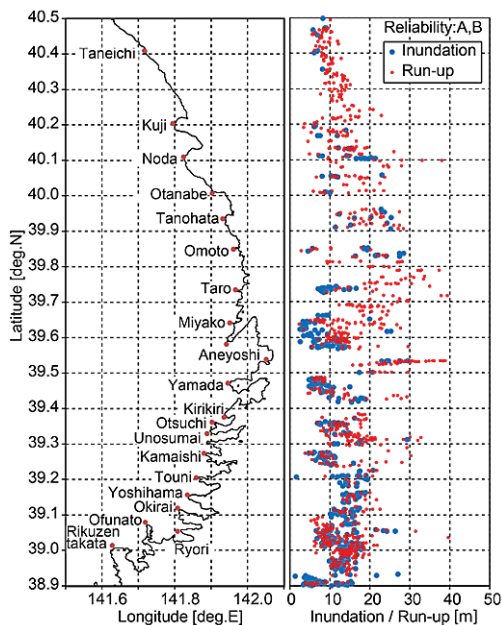 40.5
40.4
40.3
40.2
40.1
40.0
39.9
39.8
39.7
39.6
39.5
39.4
39.3
39.2
39.1
39.0
38.9
Latitude [deg.N]
Taneichi
Kuji
Noda
Otanabe
Tanohata
Omoto
Taro
Miyako
Aneyoshi
Yamada
Kirikiri
Otsuchi
Unosumai
Kamaishi
Touni
Yoshihama
Okirai
Ofunato
Rikuzen
takata
Ryori
141.6 141.8 142.0
Longitude [deg.E]
Reliability:A,B
Inundation
Run-up
0 10 20 30 40 50
Inundation / Run-up [m]